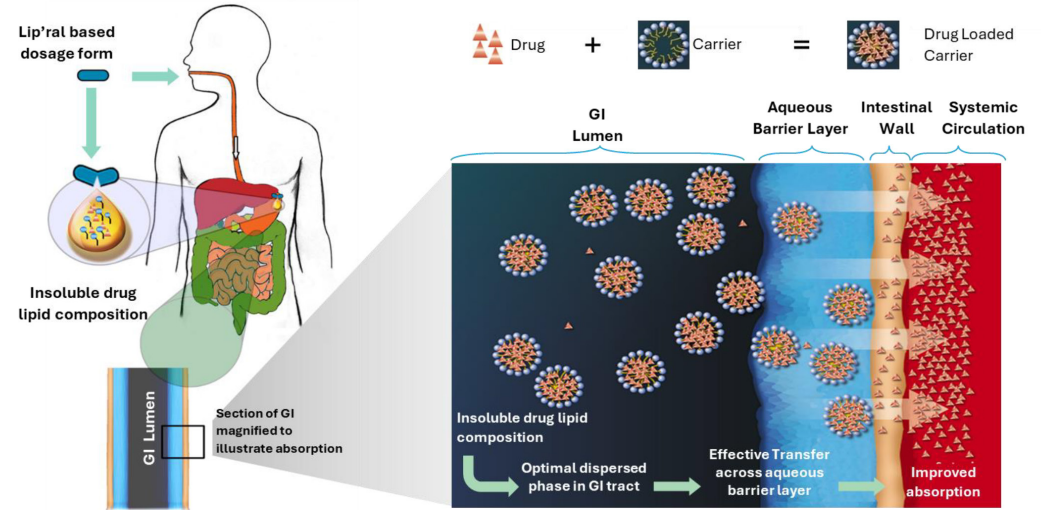 Lip'ral based
dosage form
Drug
+
Carrier
=
Drug Loaded
Carrier
GI
Lumen
Aqueous
Barrier Layer
Intestinal
Wall
Systemic
Circulation
Insoluble drug
lipid composition
GI Lumen
Section of GI
magnified to
illustrate absorption
Insoluble drug lipid
composition
Optimal dispersed
phase in GI tract
Effective Transfer
across aqueous
barrier layer
Improved
absorption